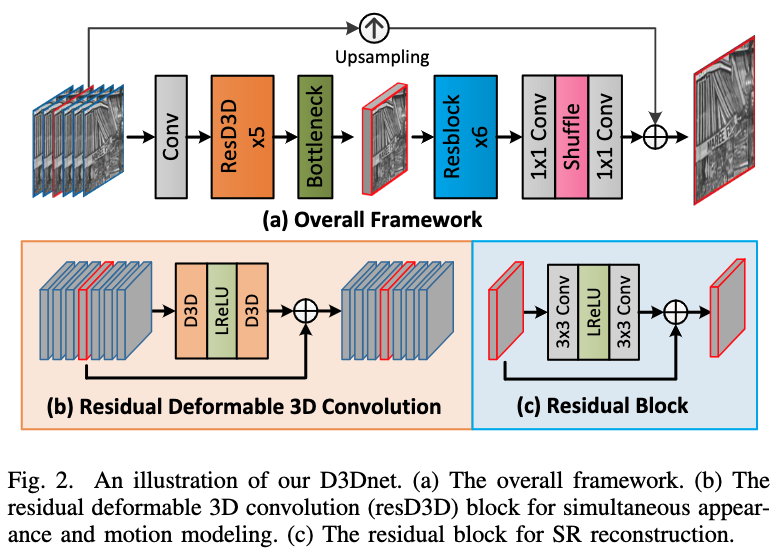 Upsampling
Conv
ResD3D
x5
Bottleneck
Resblock
x6
1x1 Conv
Shuffle
1x1 Conv
(a) Overall Framework
D3D
LReLU
D3D
(b) Residual Deformable 3D Convolution
3x3 Conv
LReLU
3x3 Conv
(c) Residual Block
Fig. 2. An illustration of our D3Dnet. (a) The overall framework. (b) The
residual deformable 3D convolution (resD3D) block for simultaneous appear-
ance and motion modeling. (c) The residual block for SR reconstruction.